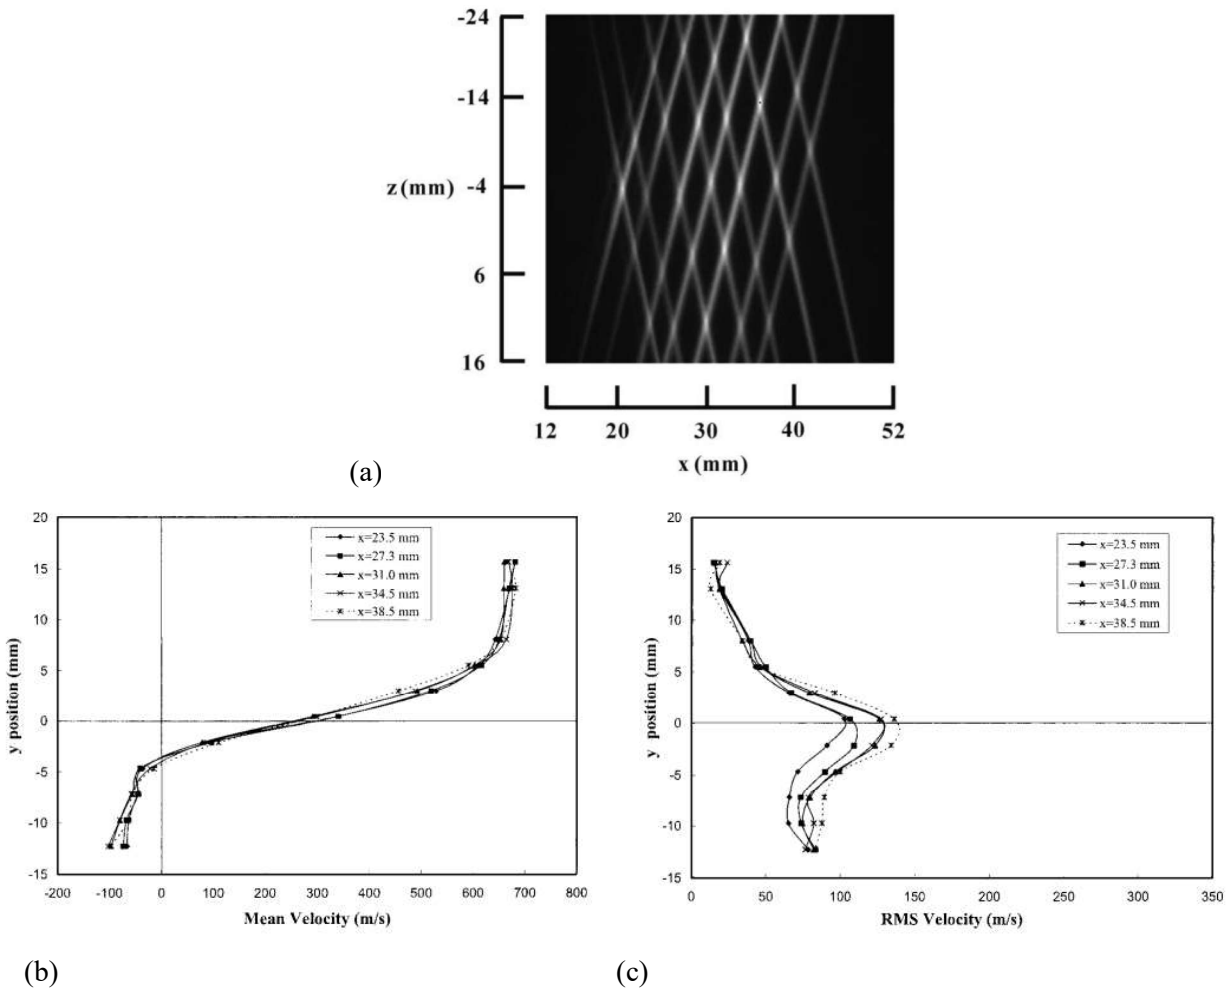 -24
-14
z (mm) -4
6
16
12 20 30 40 52
x (mm)
(a)
20
15
10
5
0
-5
-10
-15
y position (mm)
x=23.5 mm
x=27.3 mm
x=31.0 mm
x=34.5 mm
x=38.5 mm
-200 -100 0 100 200 300 400 500 600 700 800
Mean Velocity (m/s)
(b)
20
15
10
5
0
-5
-10
-15
y position (mm)
x=23.5 mm
x=27.3 mm
x=31.0 mm
x=34.5 mm
x=38.5 mm
0 50 100 150 200 250 300 350
RMS Velocity (m/s)
(c)